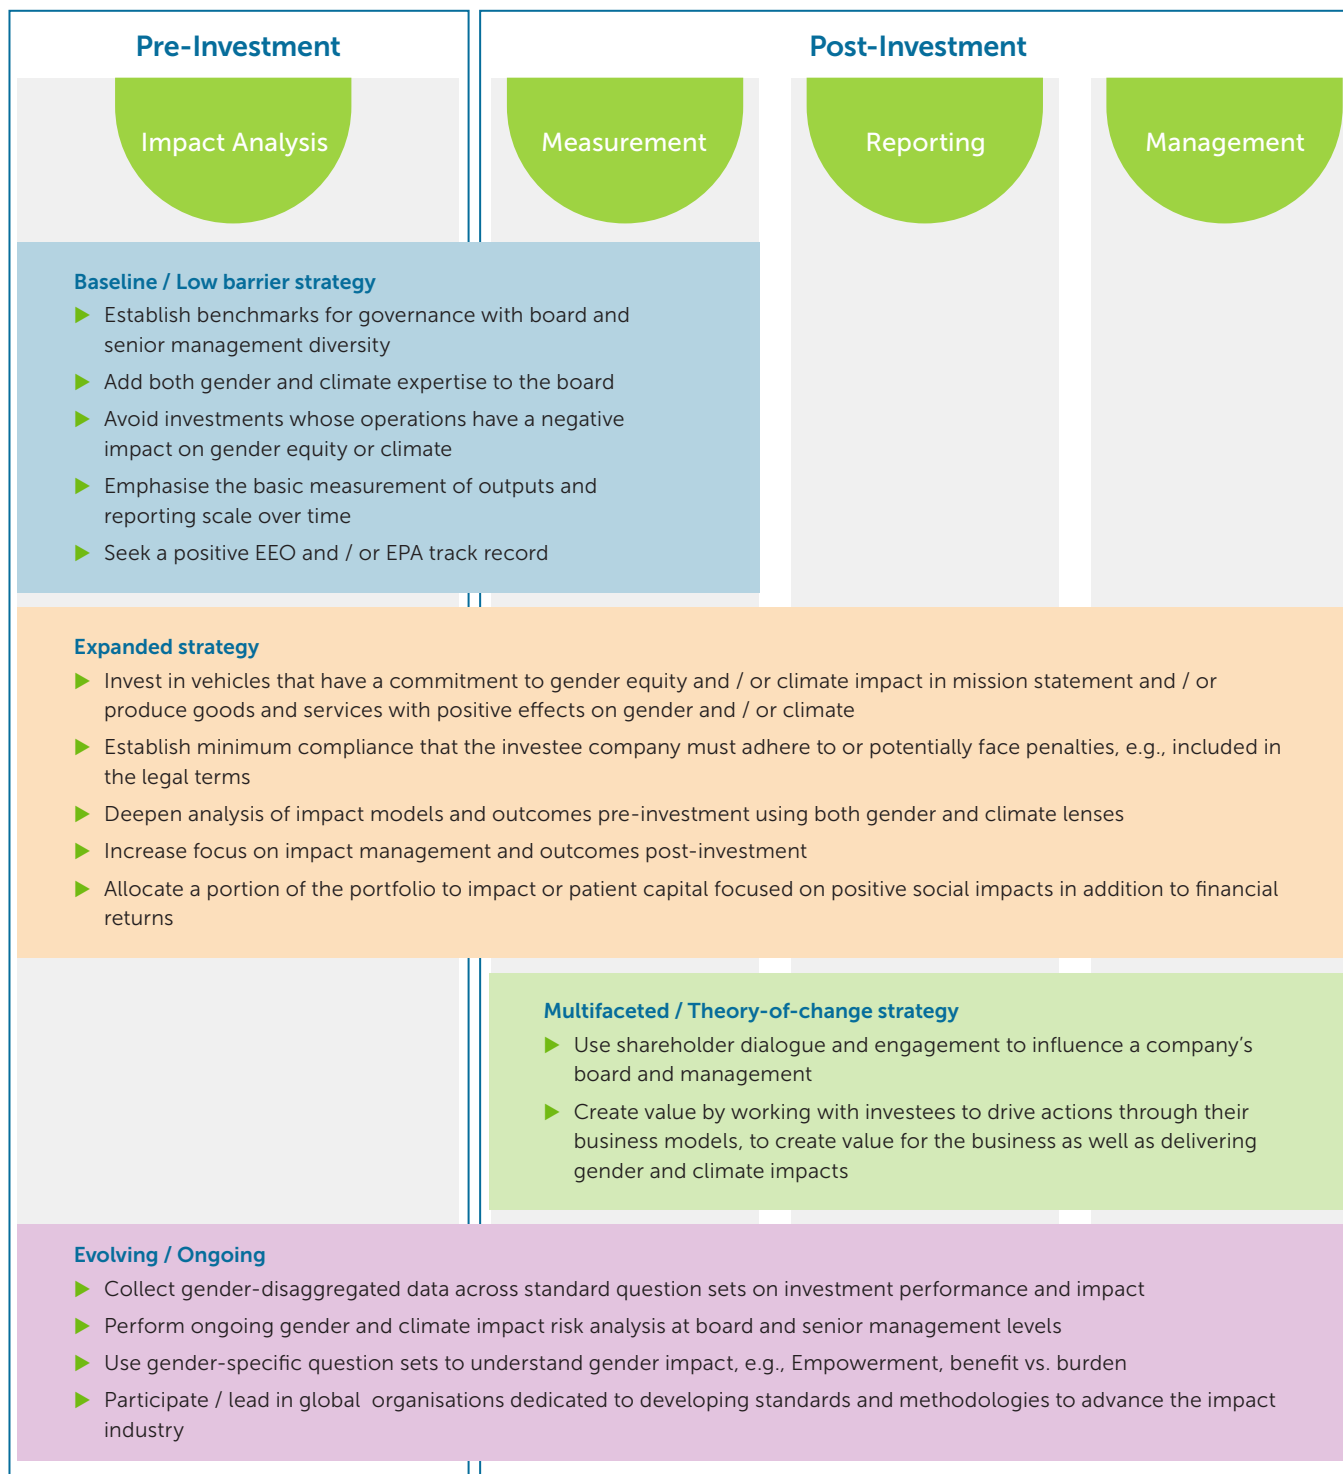 Pre-Investment
Post-Investment
Impact Analysis
Measurement
Reporting
Management
Baseline / Low barrier strategy
Establish benchmarks for governance with board and
senior management diversity
Add both gender and climate expertise to the board
Avoid investments whose operations have a negative
impact on gender equity or climate
Emphasise the basic measurement of outputs and
reporting scale over time
Seek a positive EEO and / or EPA track record
Expanded strategy
Invest in vehicles that have a commitment to gender equity and / or climate impact in mission statement and / or
produce goods and services with positive effects on gender and / or climate
Establish minimum compliance that the investee company must adhere to or potentially face penalties, e.g., included in
the legal terms
Deepen analysis of impact models and outcomes pre-investment using both gender and climate lenses
Increase focus on impact management and outcomes post-investment
Allocate a portion of the portfolio to impact or patient capital focused on positive social impacts in addition to financial
returns
Multifaceted / Theory-of-change strategy
Use shareholder dialogue and engagement to influence a company's
board and management
Create value by working with investees to drive actions through their
business models, to create value for the business as well as delivering
gender and climate impacts
Evolving / Ongoing
Collect gender-disaggregated data across standard question sets on investment performance and impact
Perform ongoing gender and climate impact risk analysis at board and senior management levels
Use gender-specific question sets to understand gender impact, e.g., Empowerment, benefit vs. burden
Participate / lead in global organisations dedicated to developing standards and methodologies to advance the impact
industry